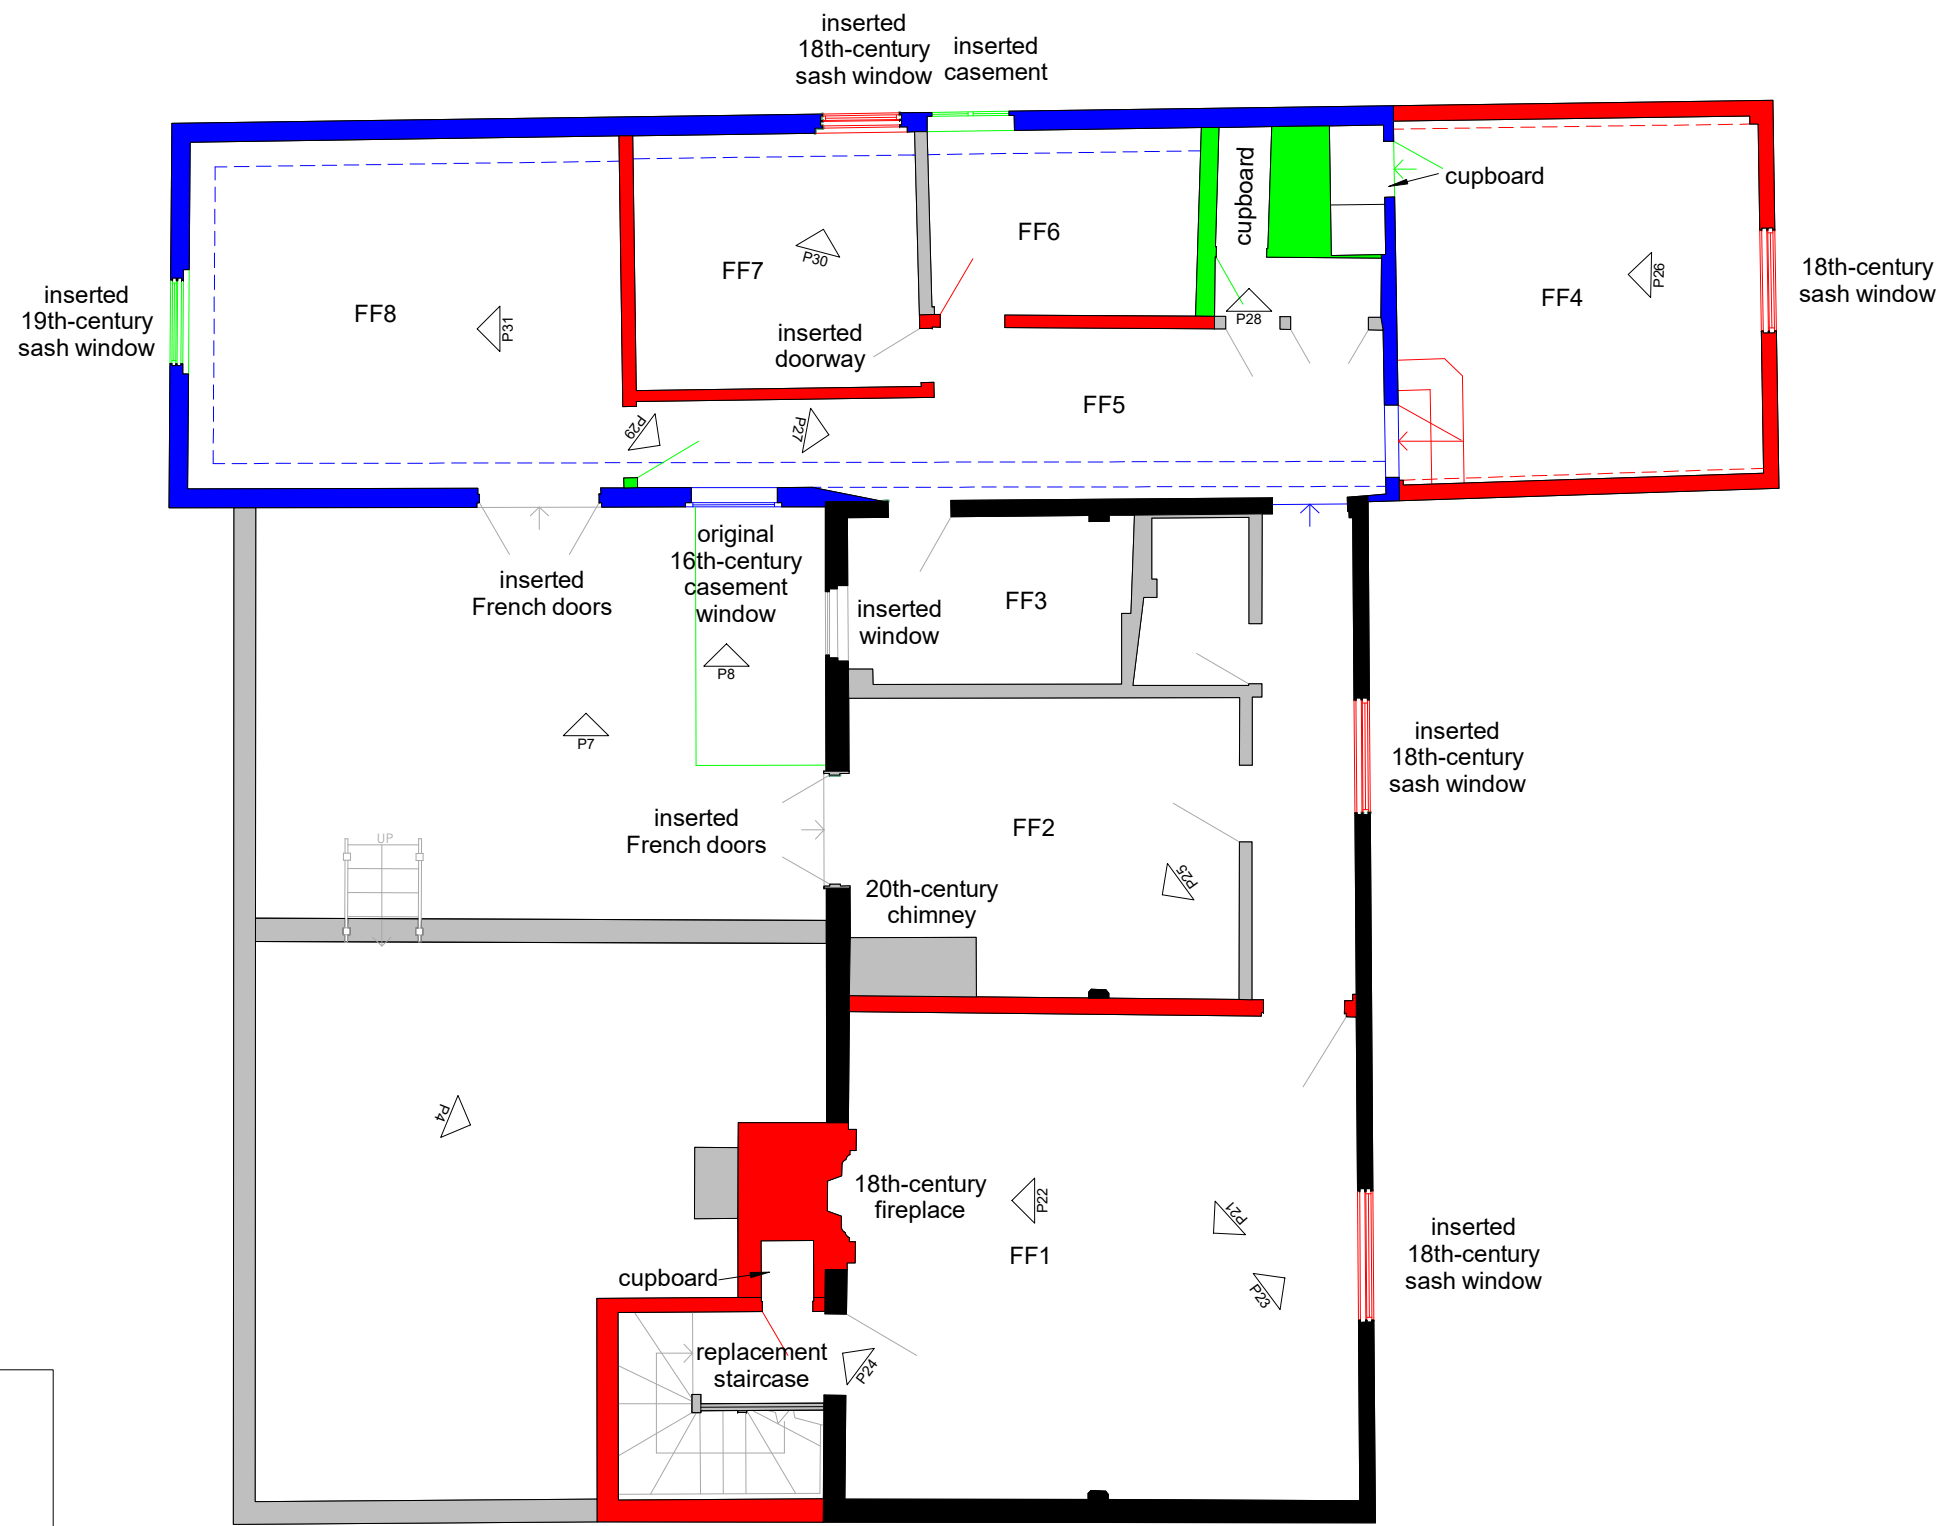 inserted
18th-century
sash window
inserted
casement
cupboard
cupboard
FF6
P30
FF7
FF4
P26
18th-century
sash window
inserted
19th-century
sash window
FF8
P31
P28
inserted
doorway
FF5
P29
P27
original
16th-century
casement
window
inserted
French doors
inserted
window
FF3
P8
P7
inserted
18th-century
sash window
inserted
French doors
FF2
UP
P25
20th-century
chimney
P4
18th-century
fireplace
P22
P21
FF1
inserted
18th-century
sash window
cupboard
P23
replacement
staircase
P24